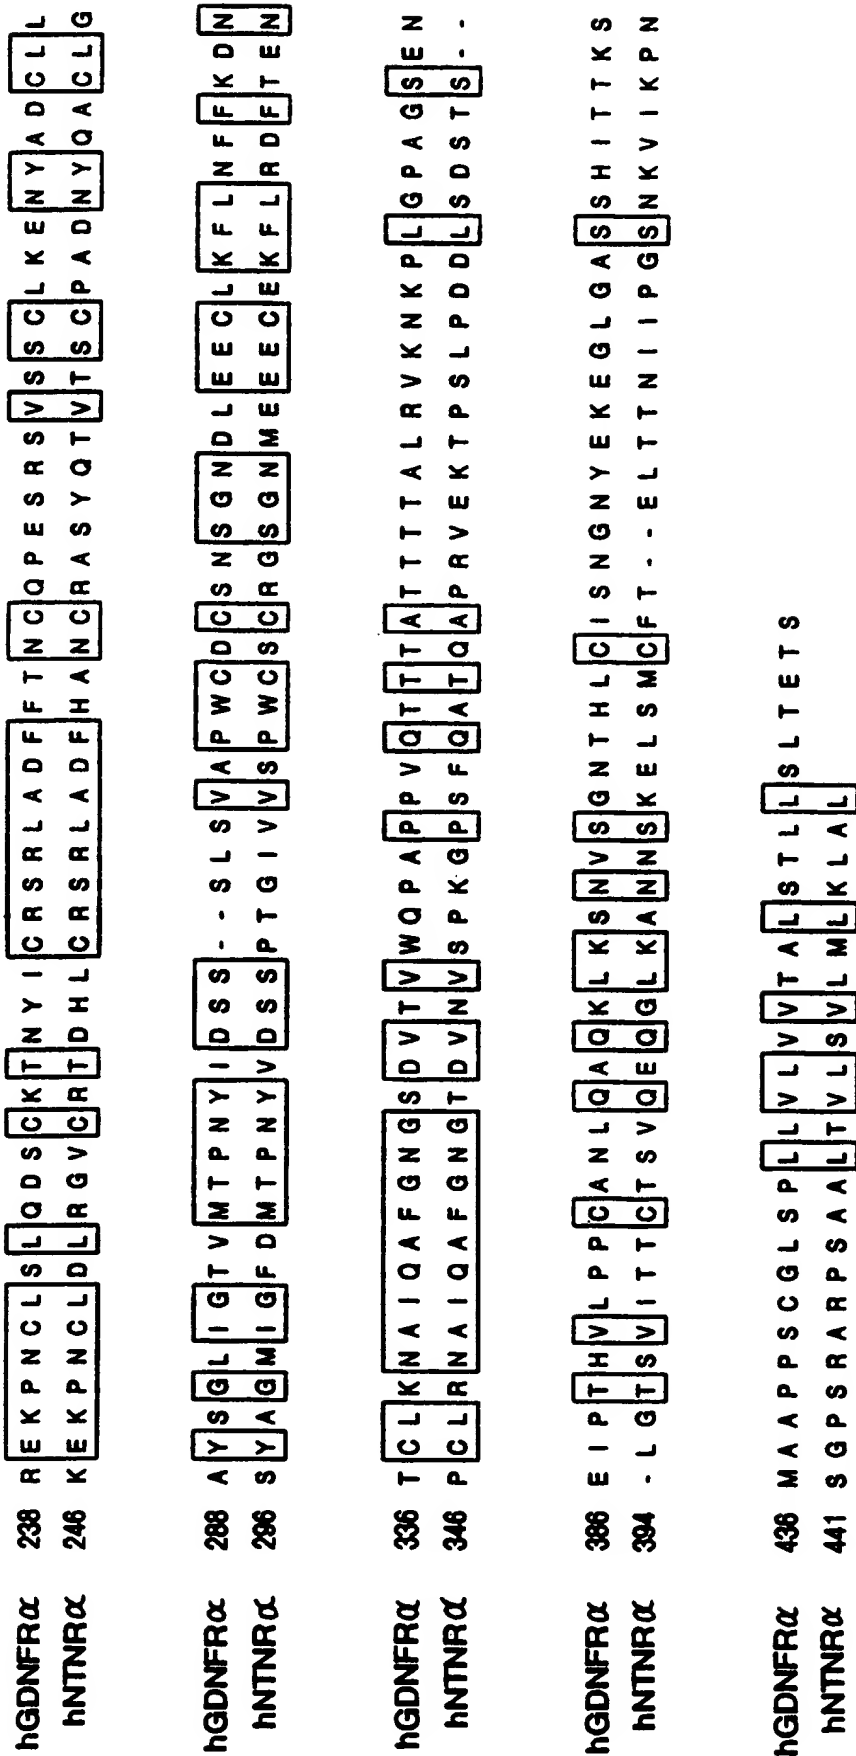 hGDNFRα 238 R E K P N C L S L Q D S C K T N Y I C R S R L A D F F T N C Q P E S R S V S S C L K E N Y A D C L L
hNTNRα 246 K E K P N C L D L R G V C R T D H L C R S R L A D F H A N C R A S Y Q T V T S C P A D N Y Q A C L G
hGDNFRα 288 A Y S G L I G T V M T P N Y I D S S - - S L S V A P W C D C S N S G N D L E E C L K F L N F F K D N
hNTNRα 296 S Y A G M I G F D M T P N Y V D S S P T G I V V S P W C S C R G S G N M E E E C E K F L R D F T E N
hGDNFRα 336 T C L K N A I Q A F G N G S D V T V W Q P A P P V Q T T T A T T T T A L R V K N K P L G P A G S E N
hNTNRα 346 P C L R N A I Q A F G N G T D V N V S P K G P S F Q A T Q A P R V E K T P S L P D D L S D S T S - -
hGDNFRα 386 E I P T H V L P P C A N L Q A Q K L K S N V S G N T H L C I S N G N Y E K E G L G A S S H I T T K S
hNTNRα 394 - L G T S V I T T C T S V Q E Q G L K A N N S K E L S M C F T - - E L T T N I I P G S N K V I K P N
hGDNFRα 436 M A A P P S C G L S P L L V L V V T A L S T L L S L T E T S
hNTNRα 441 S G P S R A R P S A A L T V L S V L M L K L A L